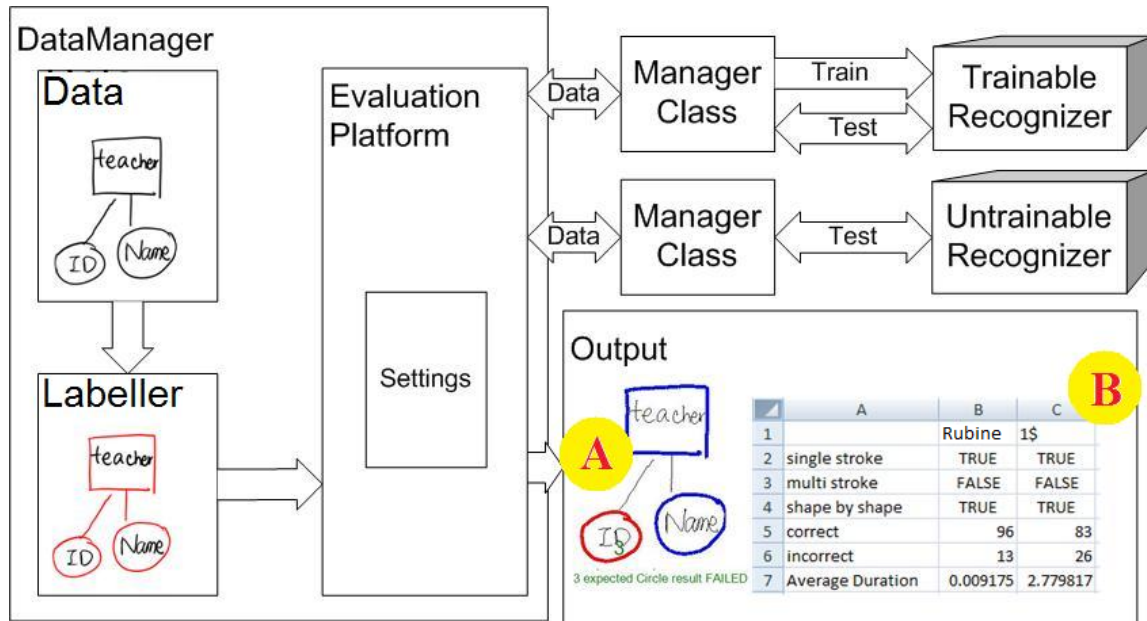 DataManager
Data
teacher
ID
Name
Labeller
teacher
ID
Name
Evaluation
Platform
Settings
Data
Manager
Class
Train
Test
Trainable
Recognizer
Data
Manager
Class
Test
Untrainable
Recognizer
Output
A
B
teacher
ID
3
Name
3 expected Circle result FAILED
A B C
1 Rubine 1$
2 single stroke TRUE TRUE
3 multi stroke FALSE FALSE
4 shape by shape TRUE TRUE
5 correct 96 83
6 incorrect 13 26
7 Average Duration 0.009175 2.779817